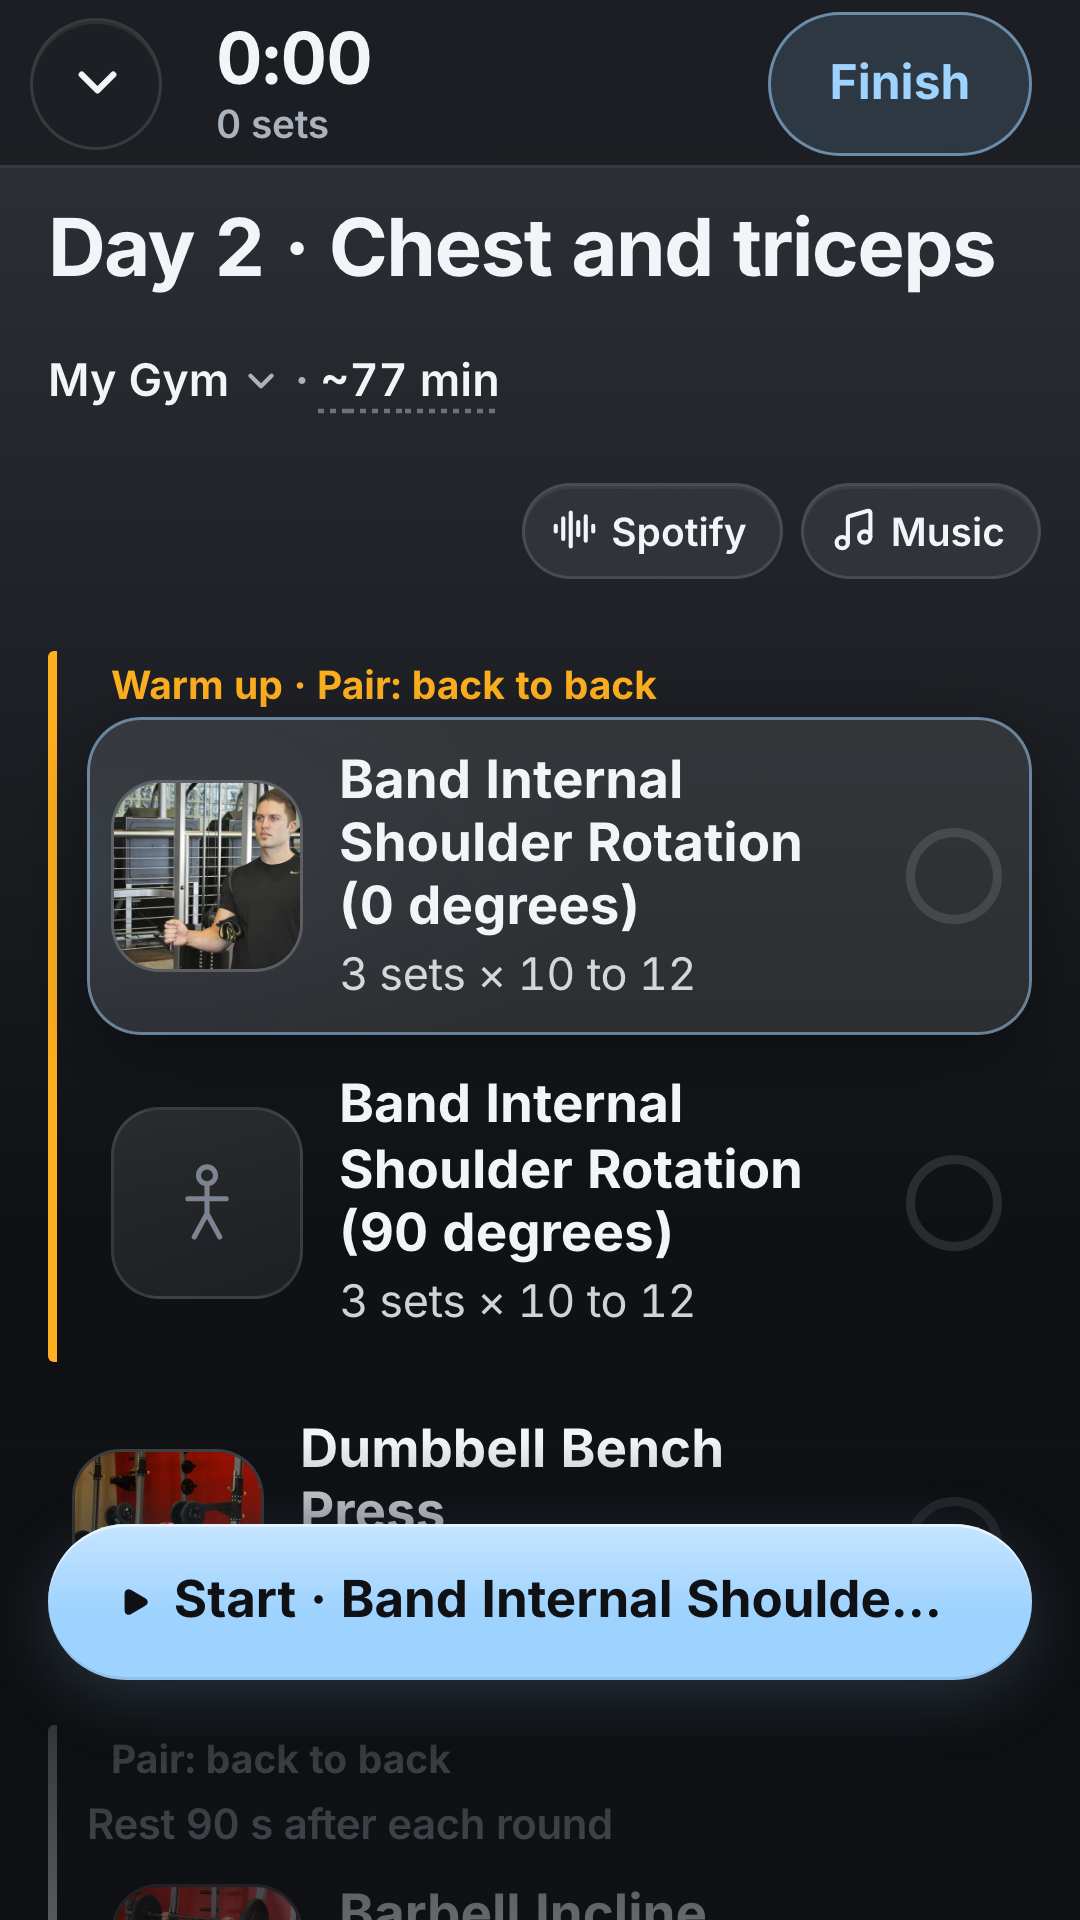 0:00
0 sets
Finish
Day 2 · Chest and triceps
My Gym · ~77 min
Spotify
Music
Warm up · Pair: back to back
Band Internal
Shoulder Rotation
(0 degrees)
3 sets × 10 to 12
Band Internal
Shoulder Rotation
(90 degrees)
3 sets × 10 to 12
Dumbbell Bench
Press
Start · Band Internal Shoulde...
Pair: back to back
Rest 90 s after each round
Barbell Incline